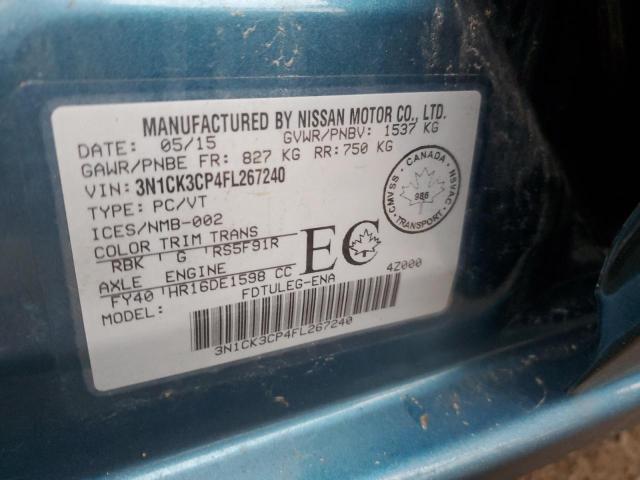 MANUFACTURED BY NISSAN MOTOR CO., LTD.
DATE: 05/15 GVWR/PNBV: 1537 KG
GAWR/PNBE FR: 827 KG RR: 750 KG
VIN: 3N1CK3CP4FL267240
TYPE: PC/VT
ICES/NMB-002
COLOR TRIM TRANS
RBK G RS5F91R
AXLE ENGINE
FY40 HR16DE1598 CC
MODEL: FDTULEG-ENA 4Z000
3N1CK3CP4FL267240
EC
CANADA
CMVSS HSVAC
986
TRANSPORT